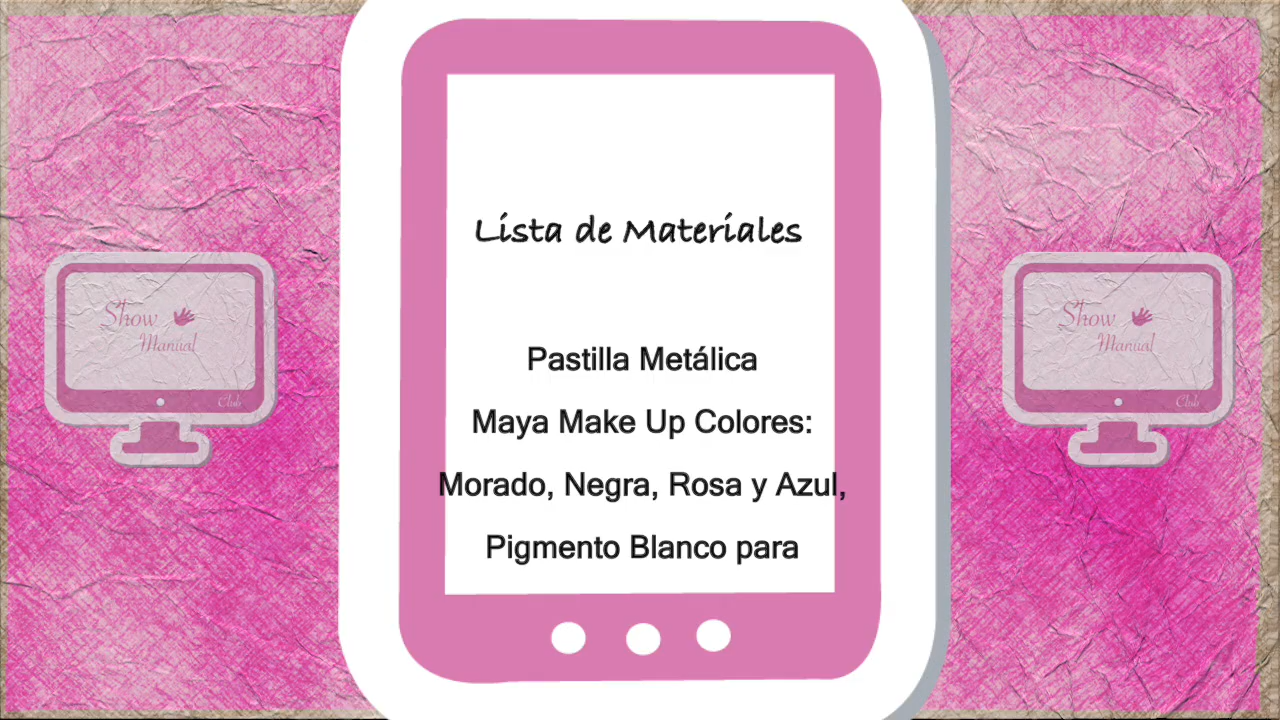 Lista de Materiales
Pastilla Metálica
Maya Make Up Colores:
Morado, Negra, Rosa y Azul,
Pigmento Blanco para
Show
Manual
Club
Show
Manual
Club